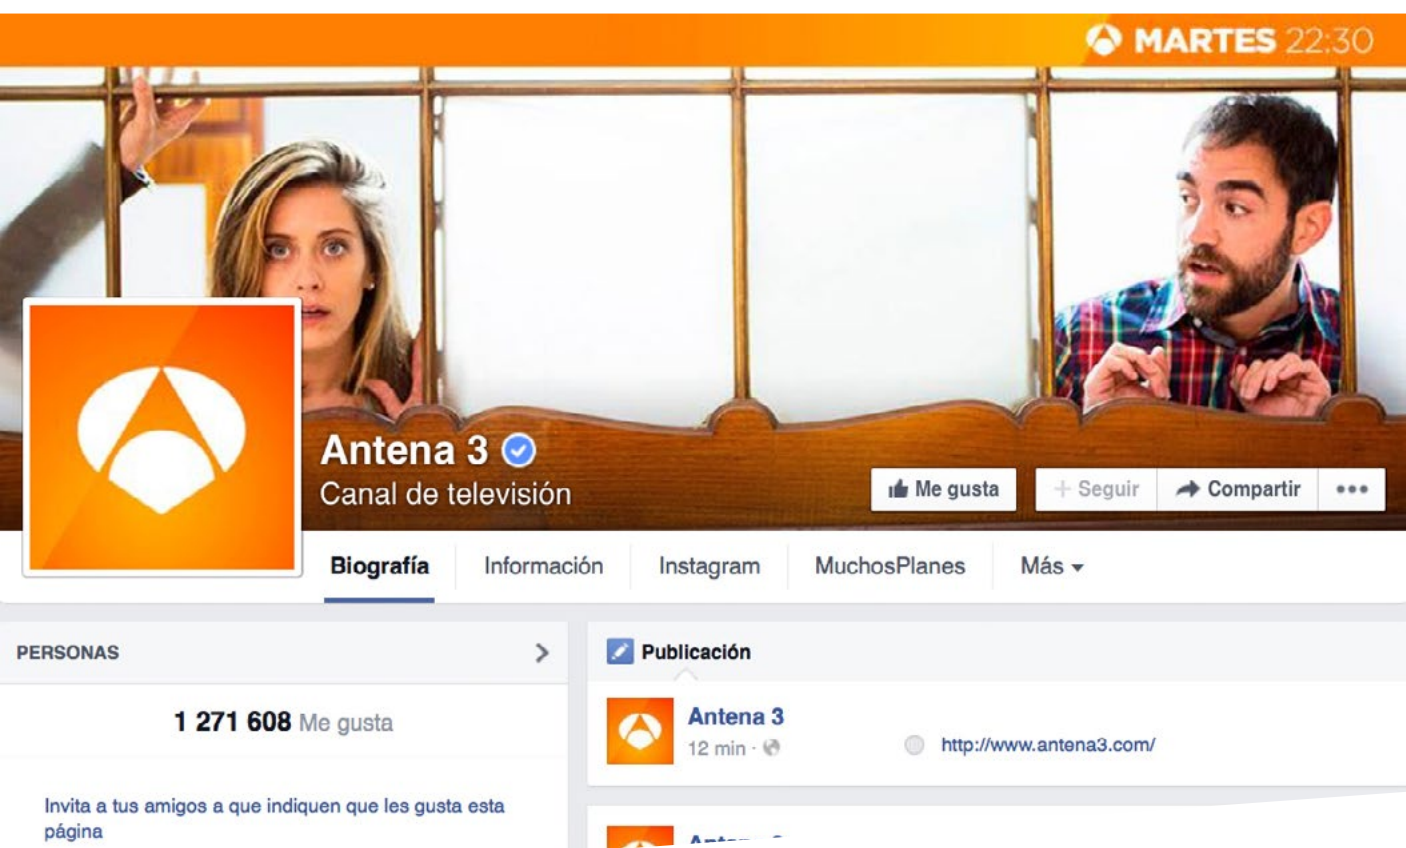 MARTES 22:30
Antena 3
Canal de televisión
Me gusta
+ Seguir
Compartir
Biografía
Información
Instagram
MuchosPlanes
Más
PERSONAS
1 271 608 Me gusta
Invita a tus amigos a que indiquen que les gusta esta
página
Publicación
Antena 3
12 min ·
http://www.antena3.com/